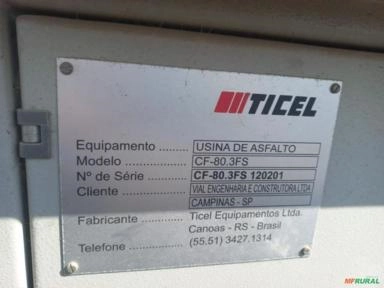 TICEL
Equipamento USINA DE ASFALTO
Modelo CF-80.3FS
Nº de Série CF-80.3FS 120201
Cliente VIAL ENGENHARIA E CONSTRUTORA LTDA
CAMPINAS - SP
Fabricante Ticel Equipamentos Ltda.
Canoas - RS - Brasil
Telefone (55.51) 3427.1314
MFRURAL